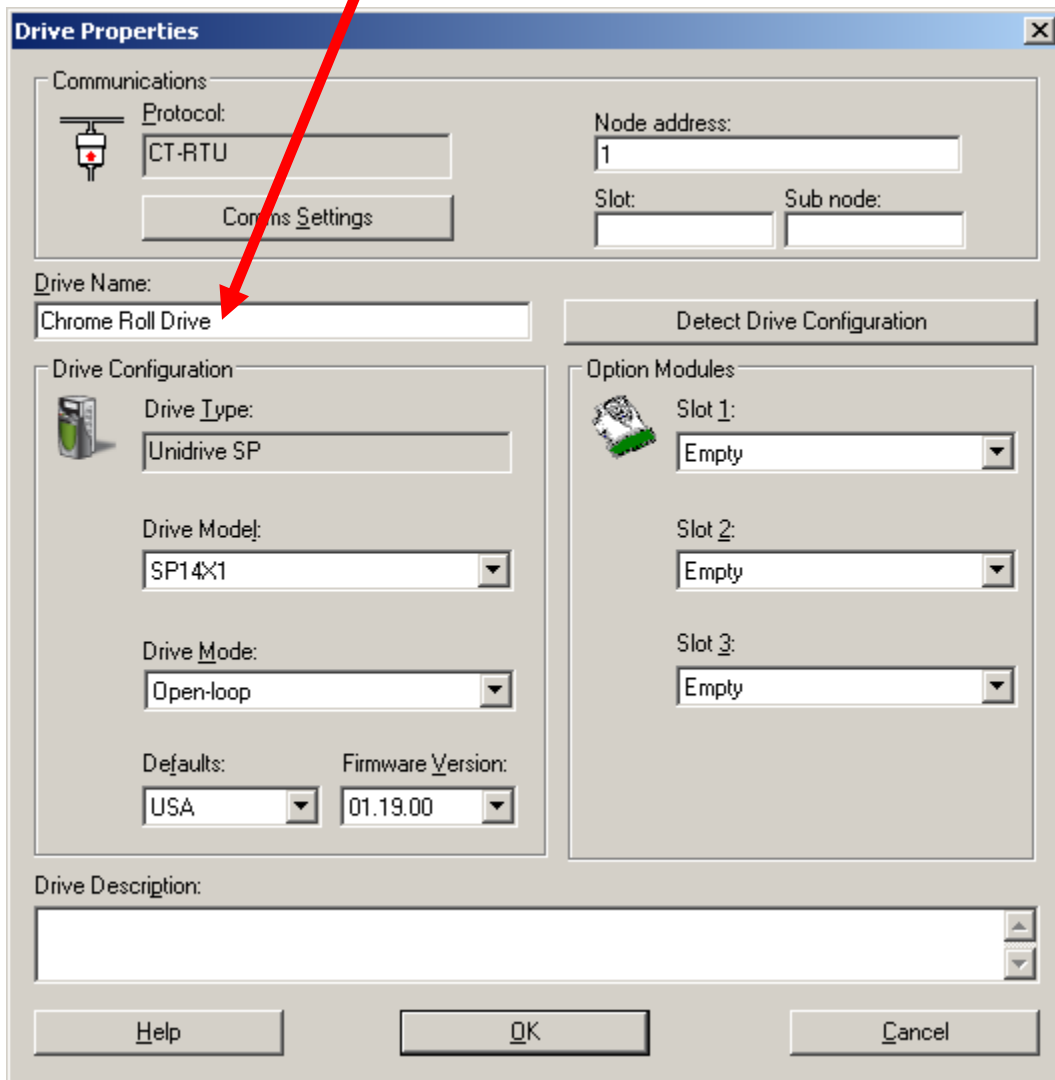 Drive Properties
Communications
Protocol:
CT-RTU
Comms Settings
Node address:
1
Slot:
Sub node:
Drive Name:
Chrome Roll Drive
Detect Drive Configuration
Drive Configuration
Drive Type:
Unidrive SP
Drive Model:
SP14X1
Drive Mode:
Open-loop
Defaults:
Firmware Version:
USA
01.19.00
Option Modules
Slot 1:
Empty
Slot 2:
Empty
Slot 3:
Empty
Drive Description:
Help
OK
Cancel